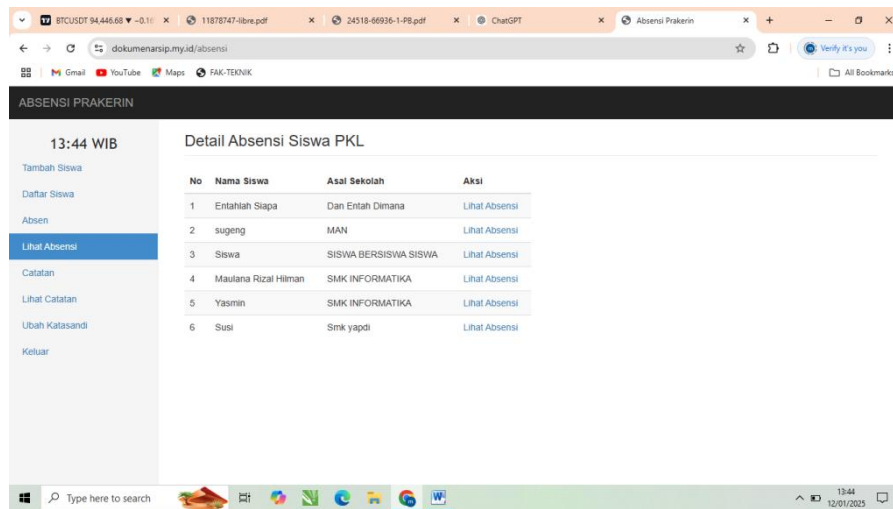 BTCUSDT 94,446.68 ▼ −0.16
11878747-libre.pdf
24518-66936-1-PB.pdf
ChatGPT
Absensi Prakerin
dokumenarsip.my.id/absensi
Verify it's you
Gmail
YouTube
Maps
FAK-TEKNIK
All Bookmarks
ABSENSI PRAKERIN
13:44 WIB
Tambah Siswa
Daftar Siswa
Absen
Lihat Absensi
Catatan
Lihat Catatan
Ubah Katasandi
Keluar
Detail Absensi Siswa PKL
No Nama Siswa Asal Sekolah Aksi
1 Entahlah Siapa Dan Entah Dimana Lihat Absensi
2 sugeng MAN Lihat Absensi
3 Siswa SISWA BERSISWA SISWA Lihat Absensi
4 Maulana Rizal Hilman SMK INFORMATIKA Lihat Absensi
5 Yasmin SMK INFORMATIKA Lihat Absensi
6 Susi Smk yapdi Lihat Absensi
Type here to search
13:44
12/01/2025